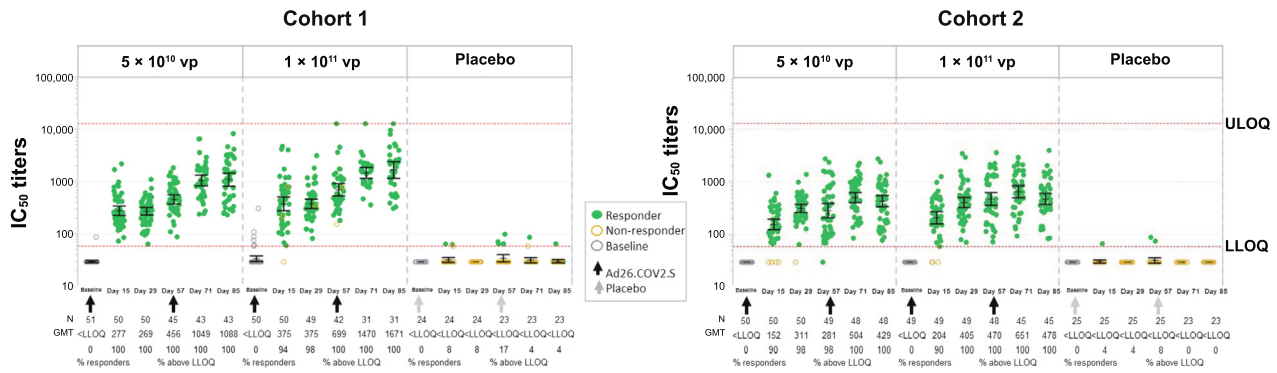 Cohort 1
Cohort 2
5 × 10¹⁰ vp
1 × 10¹¹ vp
Placebo
5 × 10¹⁰ vp
1 × 10¹¹ vp
Placebo
IC₅₀ titers
100,000
10,000
1000
100
10
IC₅₀ titers
100,000
10,000
1000
100
10
ULOQ
LLOQ
Responder
Non-responder
Baseline
Ad26.COV2.S
Placebo
Baseline Day 15 Day 29 Day 57 Day 71 Day 85 Baseline Day 15 Day 29 Day 57 Day 71 Day 85 Baseline Day 15 Day 29 Day 57 Day 71 Day 85
N 51 50 50 45 43 43 50 50 49 42 31 31 24 24 24 23 23 23
GMT <LLOQ 277 269 456 1049 1088 <LLOQ 375 375 699 1470 1671 <LLOQ <LLOQ <LLOQ <LLOQ <LLOQ <LLOQ
0 100 100 100 100 100 0 94 98 100 100 100 0 8 8 17 4 4
% responders % above LLOQ % responders % above LLOQ % responders % above LLOQ
Baseline Day 15 Day 29 Day 57 Day 71 Day 85 Baseline Day 15 Day 29 Day 57 Day 71 Day 85 Baseline Day 15 Day 29 Day 57 Day 71 Day 85
N 50 50 50 49 48 48 49 49 49 48 45 45 25 25 25 25 23 23
GMT <LLOQ 152 311 281 504 429 <LLOQ 204 405 470 651 478 <LLOQ <LLOQ <LLOQ <LLOQ <LLOQ <LLOQ
0 90 98 98 100 100 0 90 100 100 100 100 0 4 4 8 0 0
% responders % above LLOQ % responders % above LLOQ % responders % above LLOQ